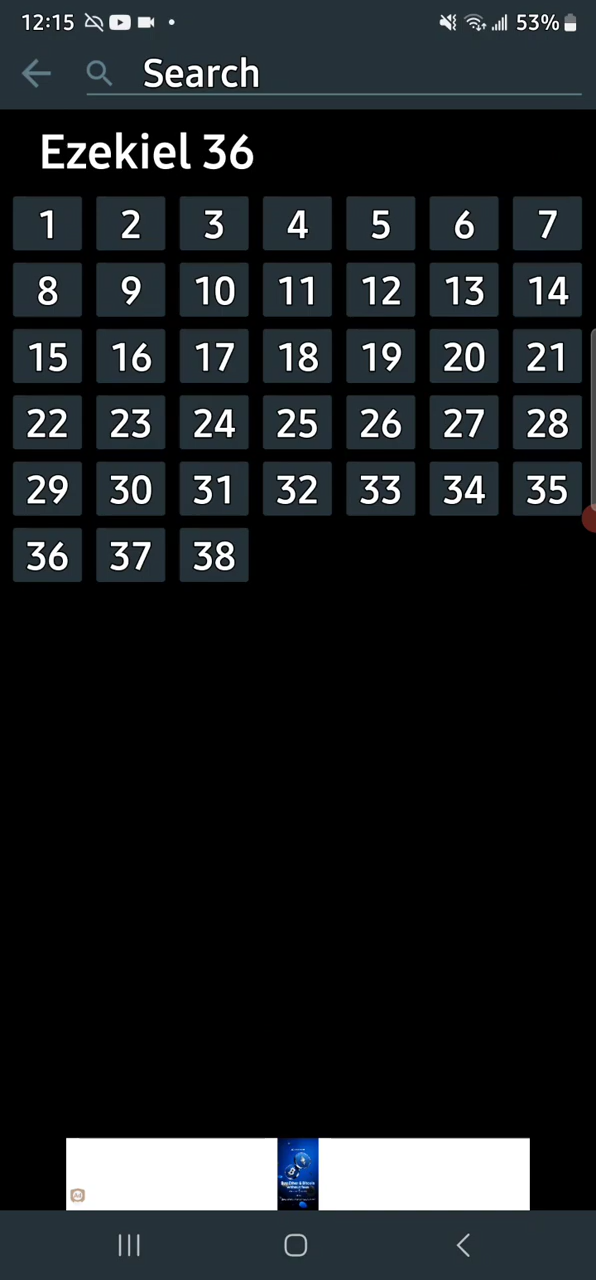 12:15 53%
Search
Ezekiel 36
1 2 3 4 5 6 7
8 9 10 11 12 13 14
15 16 17 18 19 20 21
22 23 24 25 26 27 28
29 30 31 32 33 34 35
36 37 38
Ad